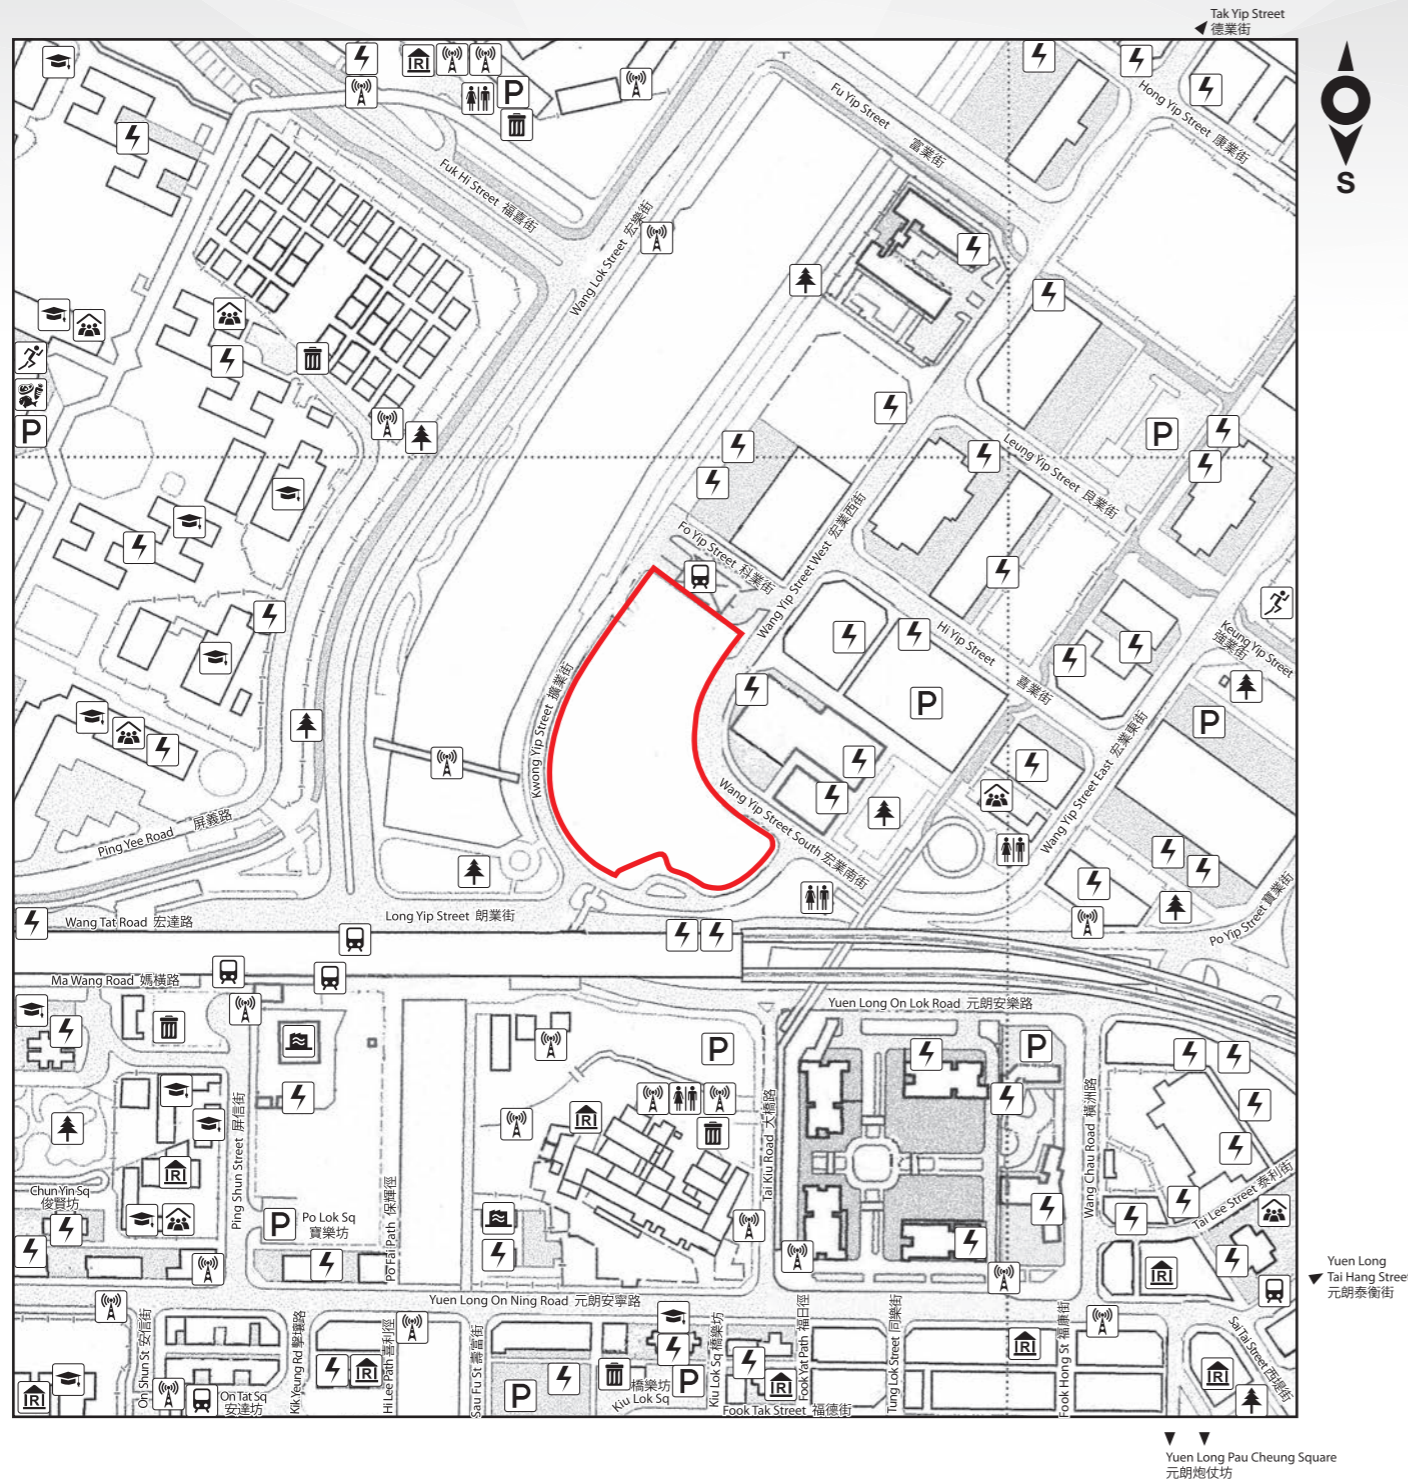 Tak Yip Street
德業街
S
Fu Yip Street 富業街
Hong Yip Street 康業街
Fuk Hi Street 福喜街
Wang Lok Street 宏樂街
P
P
P
Leung Yip Street 良業街
Fo Yip Street 科業街
Wang Yip Street West 宏業西街
Hi Yip Street 喜業街
Keung Yip Street
強業街
P
P
Kwong Yip Street 擴業街
Wang Yip Street South 宏業南街
Wang Yip Street East 宏業東街
Ping Yee Road 屏義路
Po Yip Street 寶業街
Wang Tat Road 宏達路
Long Yip Street 朗業街
Ma Wang Road 媽橫路
Yuen Long On Lok Road 元朗安樂路
P
P
Ping Shun Street 屏信街
Tai Kiu Road 大橋路
Wang Chau Road 橫洲路
Chun Yin Sq
俊賢坊
P
Po Lok Sq
寶樂坊
Po Fai Path 保輝徑
Tai Lee Street 泰利街
Yuen Long
Tai Hang Street
元朗泰衡街
Yuen Long On Ning Road 元朗安寧路
On Shun St 安信街
Kik Yeung Rd 擊壤路
Hi Lee Path 喜利徑
Sau Fu St 壽富街
Kiu Lok Sq 橋樂坊
Fook Yat Path 福日徑
Tung Lok Street 同樂街
Fook Hong St 福康街
Sai Tai Street 西堤街
On Tat Sq
安達坊
P
橋樂坊
Kiu Lok Sq
P
Fook Tak Street 福德街
Yuen Long Pau Cheung Square
元朗炮仗坊